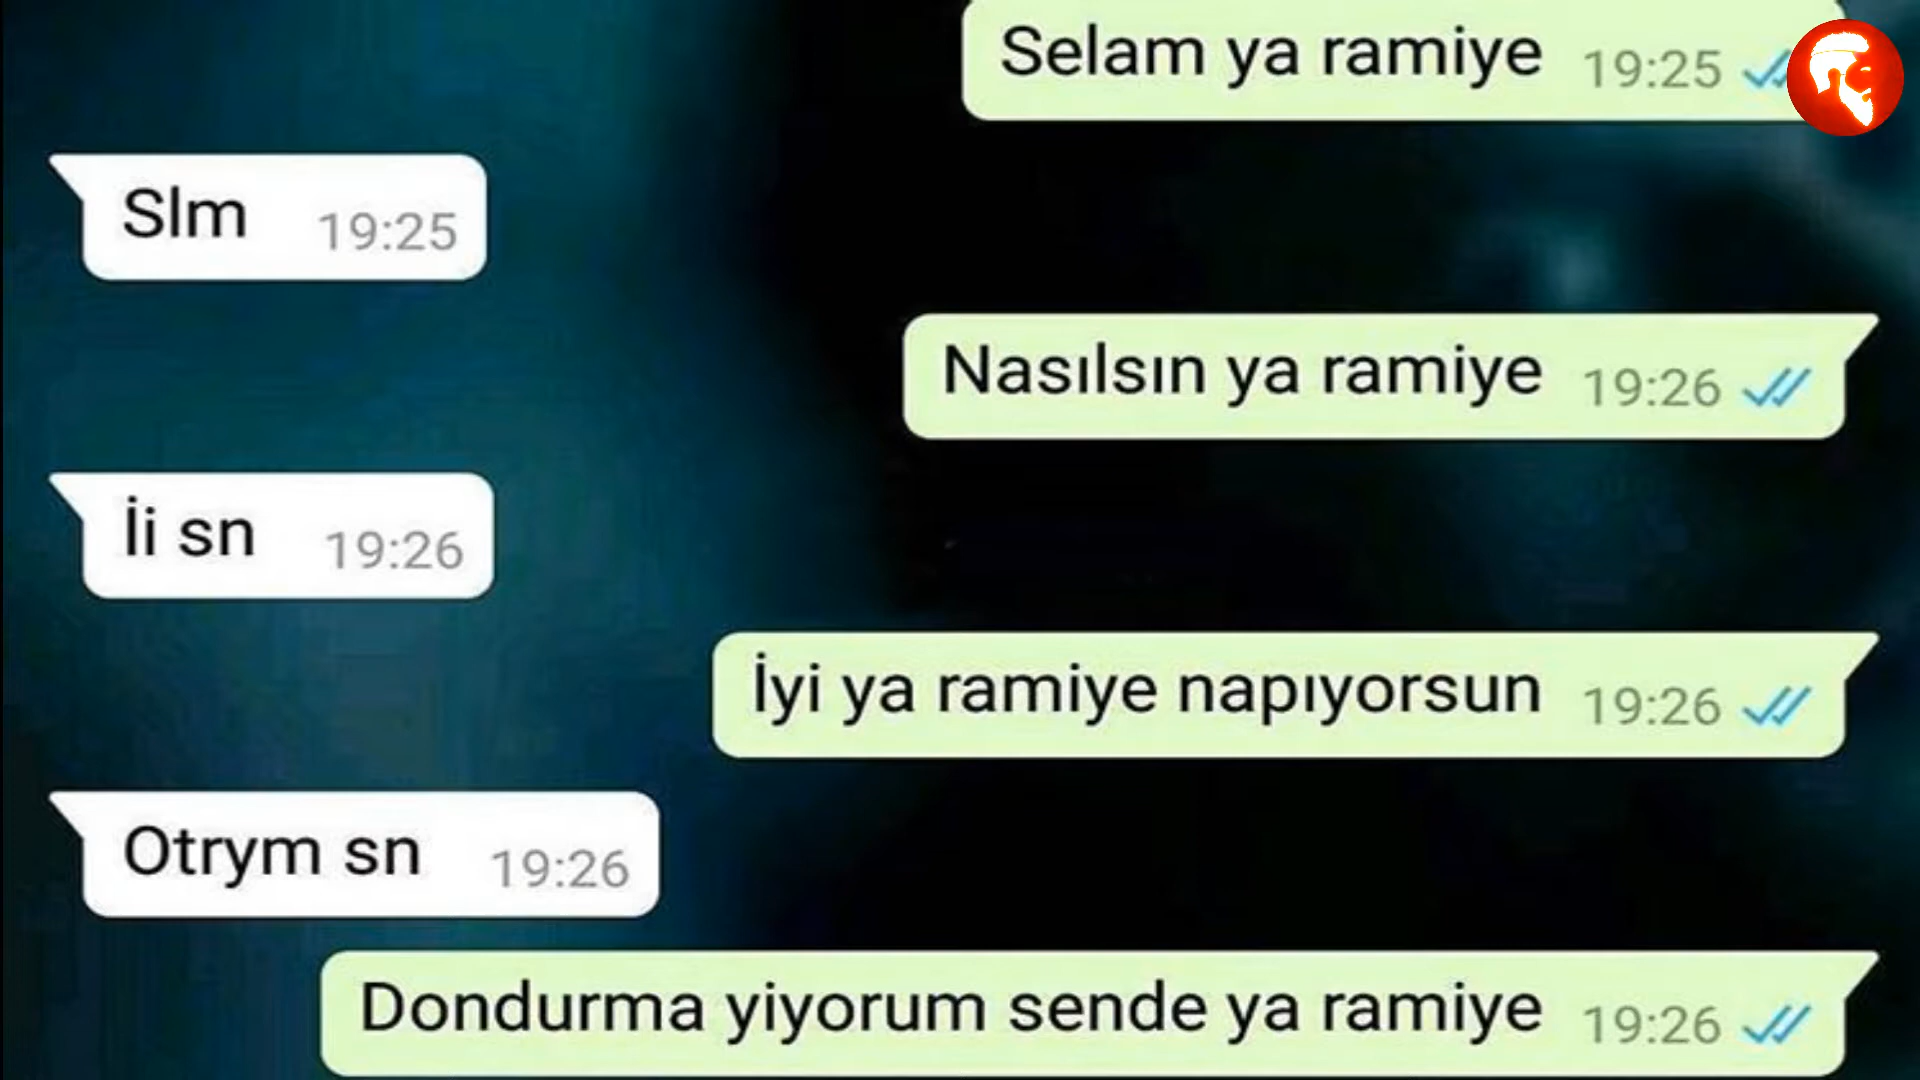 Selam ya ramiye 19:25
Slm 19:25
Nasılsın ya ramiye 19:26
İi sn 19:26
İyi ya ramiye napıyorsun 19:26
Otrym sn 19:26
Dondurma yiyorum sende ya ramiye 19:26